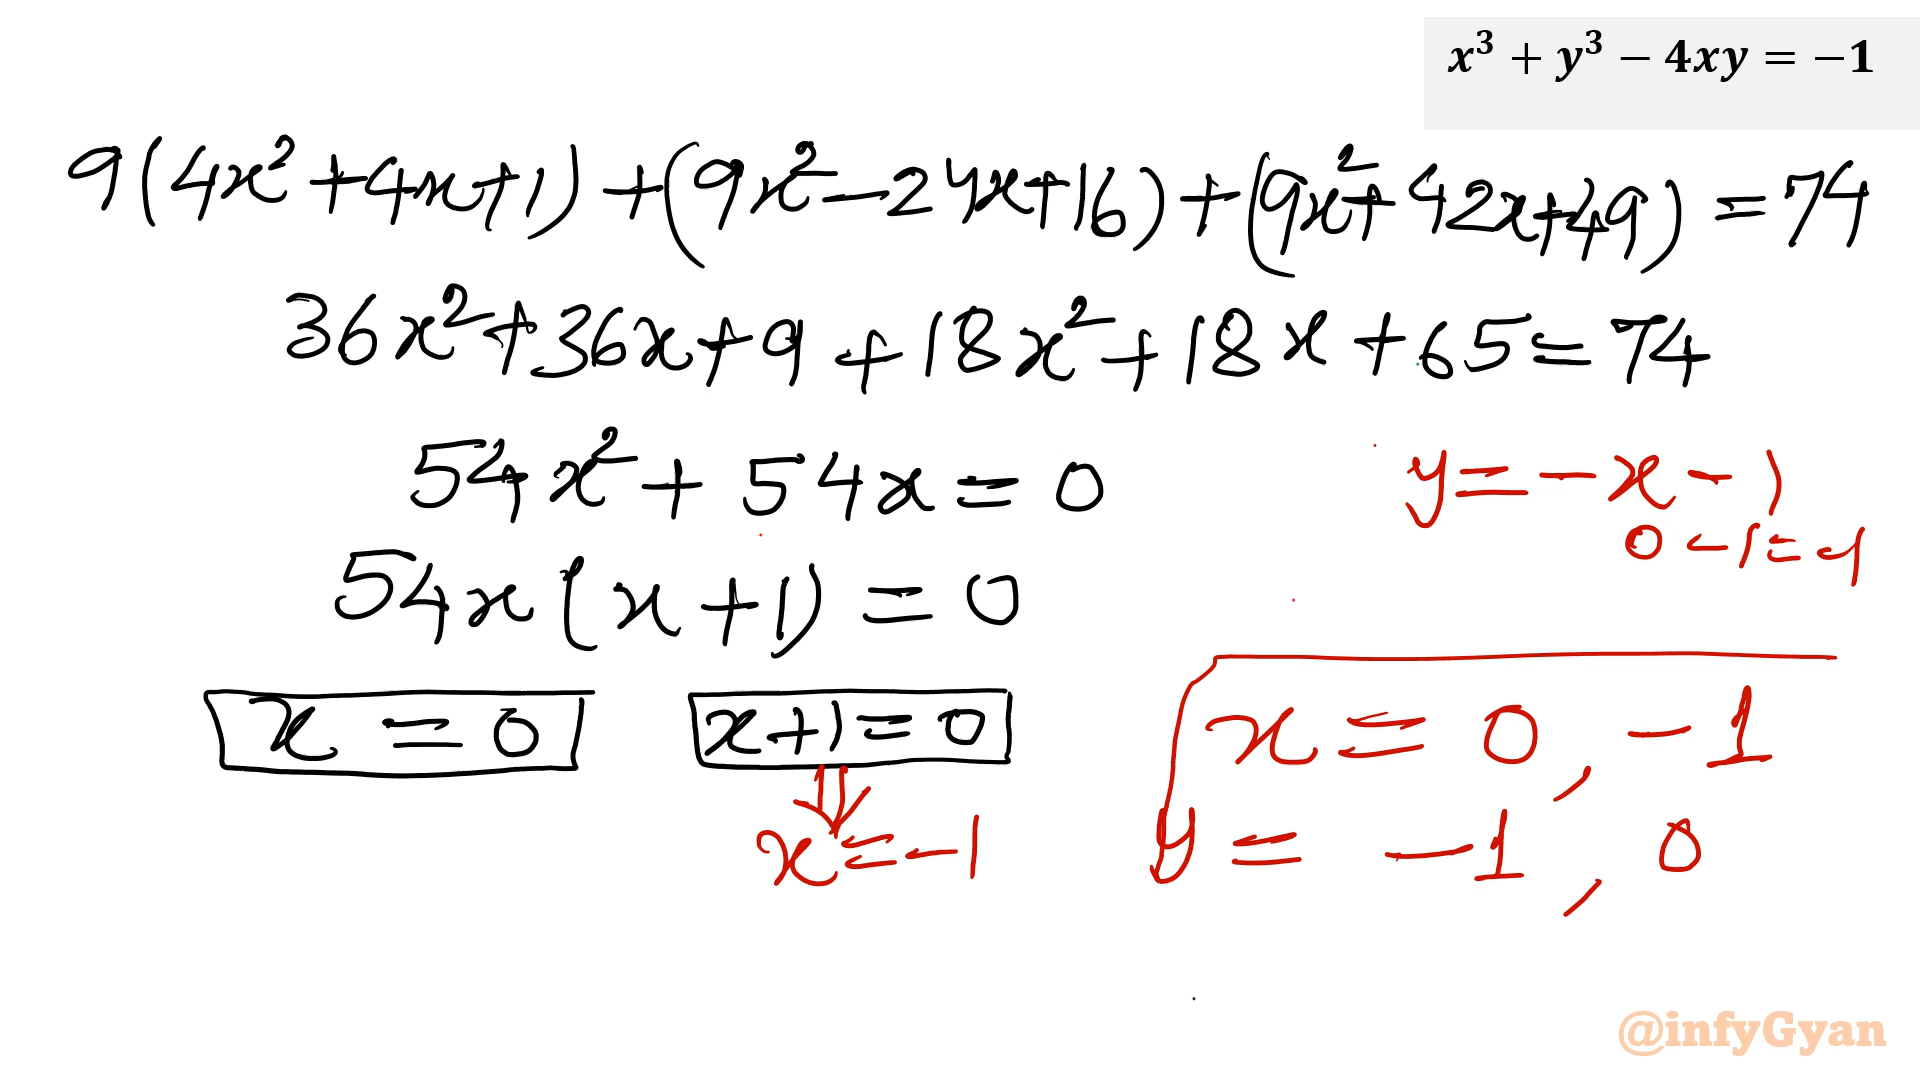 x³ + y³ − 4xy = −1
9(4x²+4x+1)+(9x²−24x+16)+(9x²+42x+49)=74
36x²+36x+9+18x²+18x+65=74
54x²+54x=0
y=−x−1
0−1=−1
54x(x+1)=0
x=0
x+1=0
x=0,−1
x=−1
y=−1,0
@infyGyan